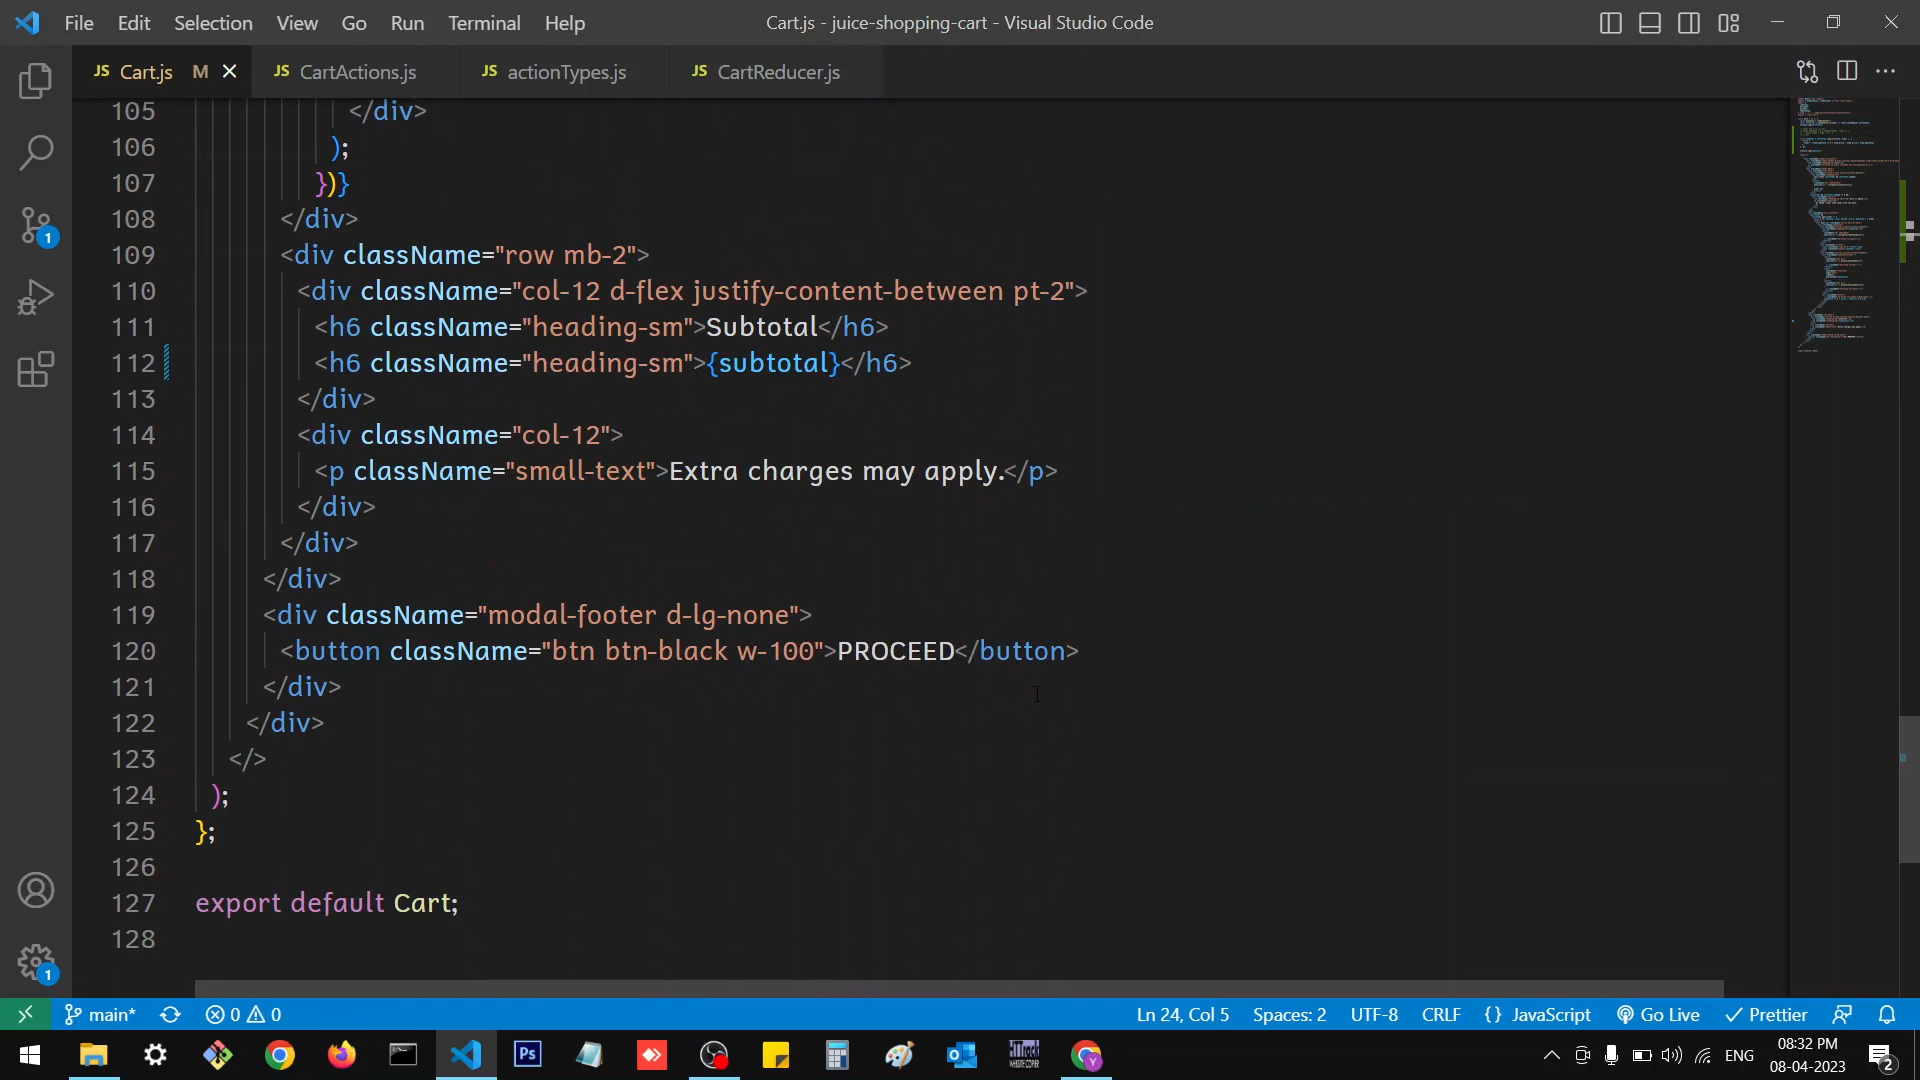 File Edit Selection View Go Run Terminal Help
Cart.js - juice-shopping-cart - Visual Studio Code
JS Cart.js M
JS CartActions.js
JS actionTypes.js
JS CartReducer.js
105 </div>
106 );
107 })}
108 </div>
109 <div className="row mb-2">
110 <div className="col-12 d-flex justify-content-between pt-2">
111 <h6 className="heading-sm">Subtotal</h6>
112 <h6 className="heading-sm">{subtotal}</h6>
113 </div>
114 <div className="col-12">
115 <p className="small-text">Extra charges may apply.</p>
116 </div>
117 </div>
118 </div>
119 <div className="modal-footer d-lg-none">
120 <button className="btn btn-black w-100">PROCEED</button>
121 </div>
122 </div>
123 </>
124 );
125 };
126
127 export default Cart;
128
1
1
main* 0 0 Ln 24, Col 5 Spaces: 2 UTF-8 CRLF {} JavaScript Go Live Prettier
Ps
ENG
08:32 PM
08-04-2023
2